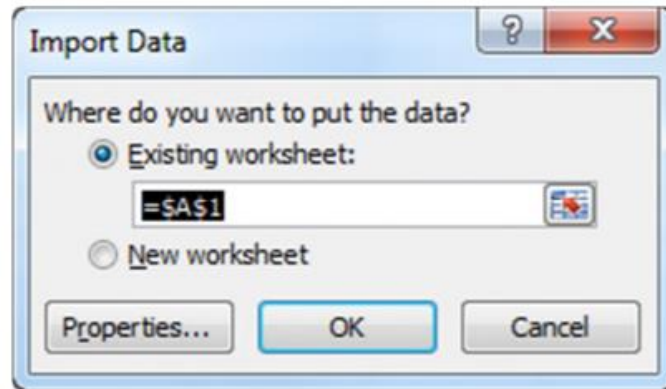 Import Data
Where do you want to put the data?
Existing worksheet:
=$A$1
New worksheet
Properties... OK Cancel